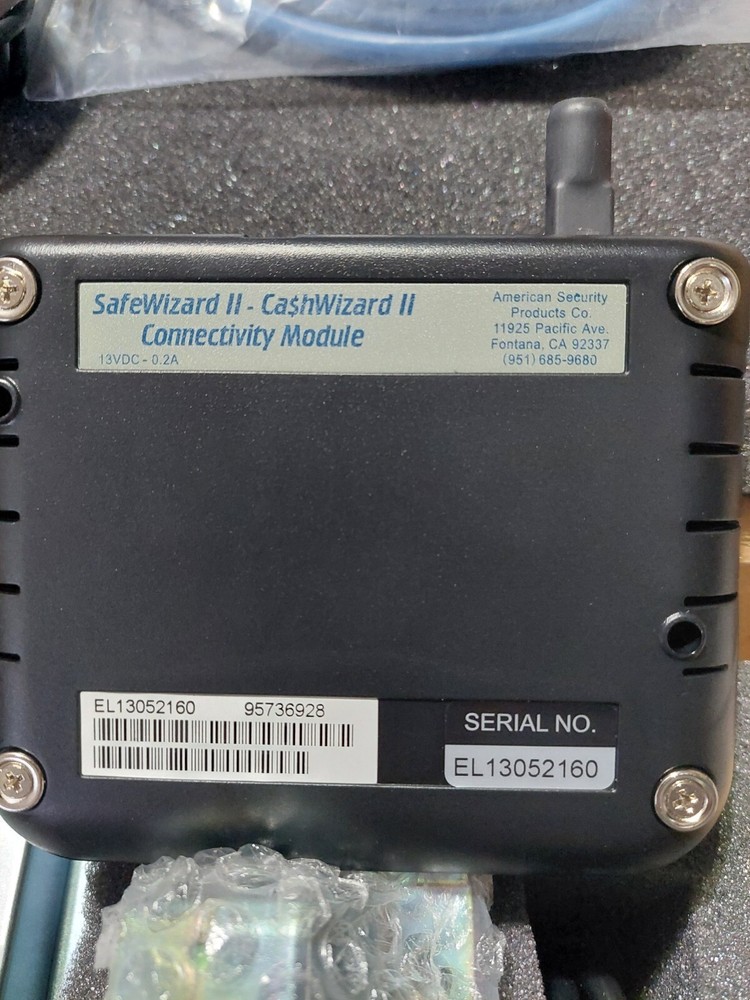 SafeWizard II - Ca$hWizard II
Connectivity Module
13VDC - 0.2A
American Security
Products Co.
11925 Pacific Ave.
Fontana, CA 92337
(951) 685-9680
EL13052160 95736928
SERIAL NO.
EL13052160